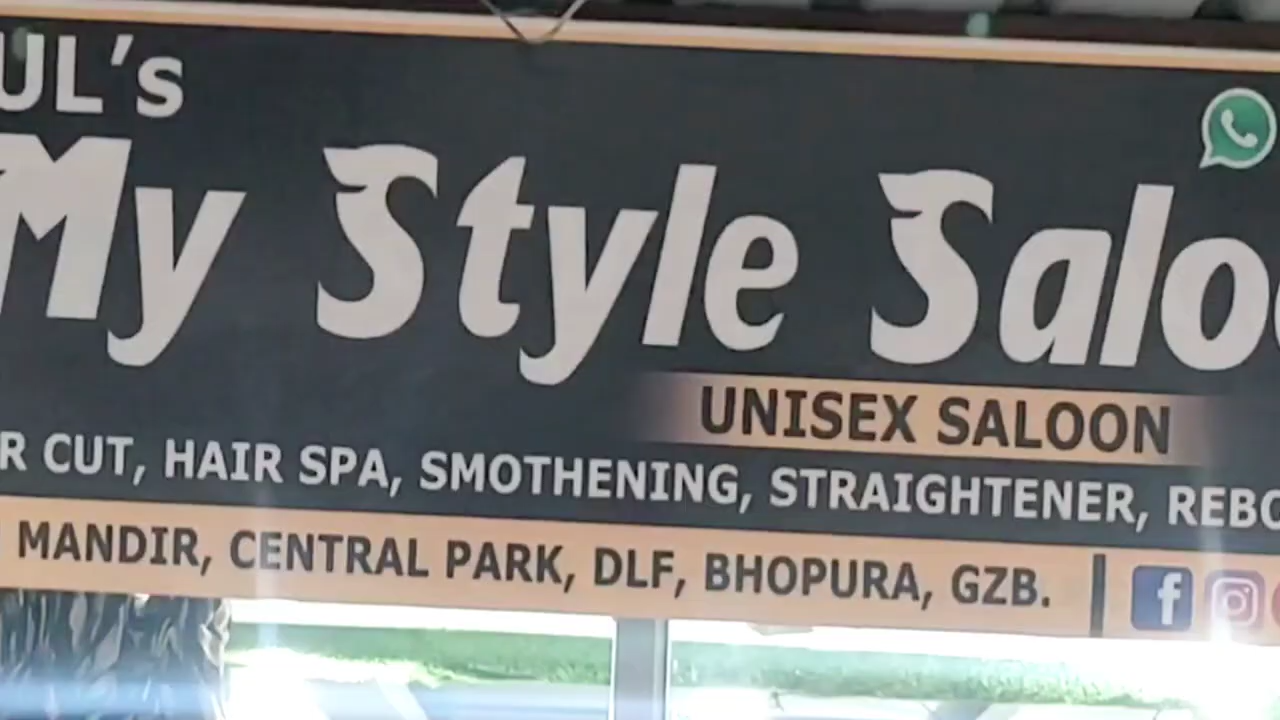 UL's
My Style Saloo
UNISEX SALOON
R CUT, HAIR SPA, SMOTHENING, STRAIGHTENER, REBO
MANDIR, CENTRAL PARK, DLF, BHOPURA, GZB.